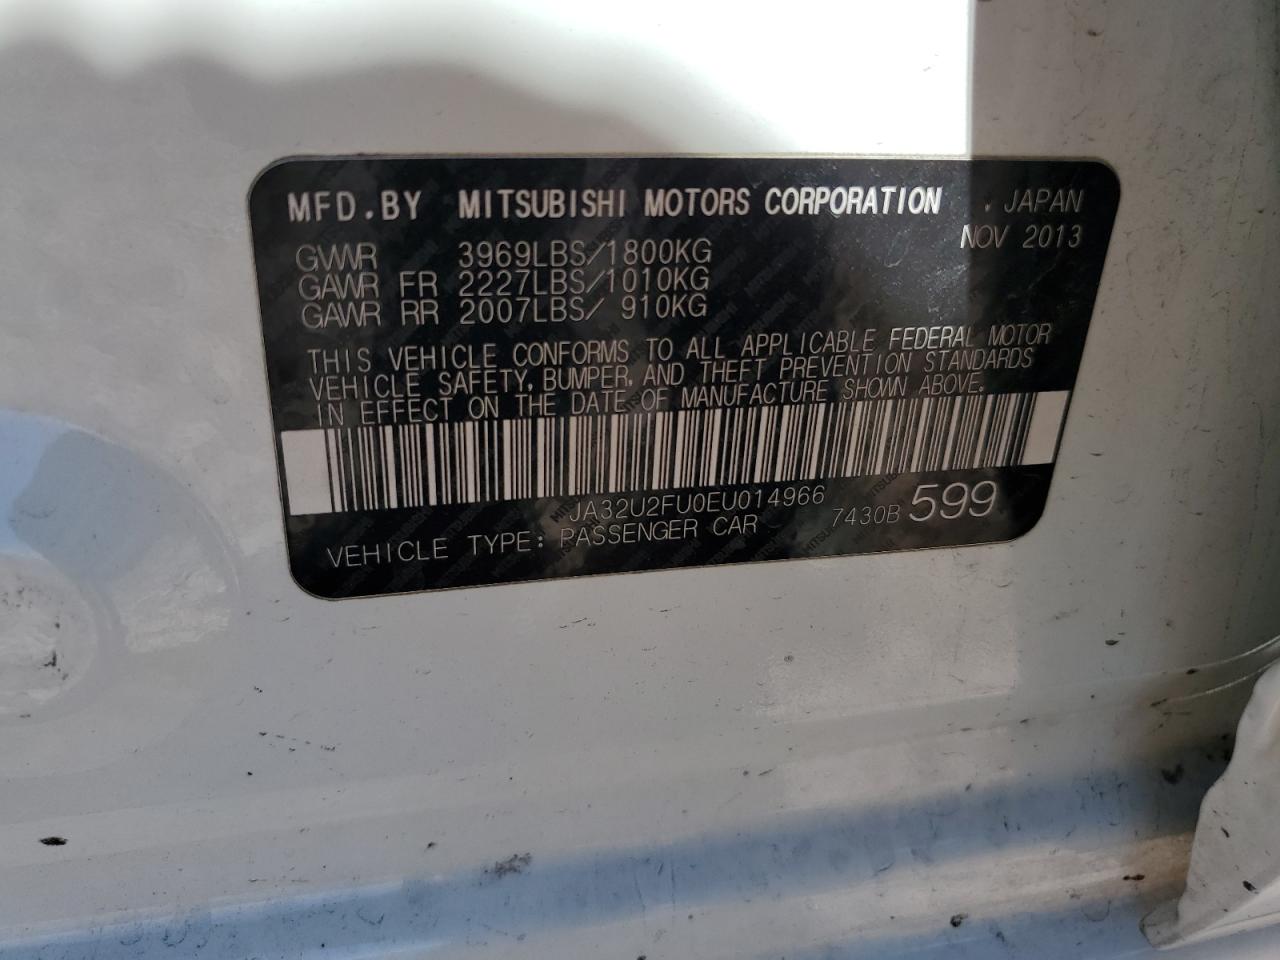 MFD.BY MITSUBISHI MOTORS CORPORATION , JAPAN
NOV 2013
GVWR 3969LBS/1800KG
GAWR FR 2227LBS/1010KG
GAWR RR 2007LBS/ 910KG
THIS VEHICLE CONFORMS TO ALL APPLICABLE FEDERAL MOTOR
VEHICLE SAFETY, BUMPER, AND THEFT PREVENTION STANDARDS
IN EFFECT ON THE DATE OF MANUFACTURE SHOWN ABOVE.
JA32U2FU0EU014966
7430B 599
VEHICLE TYPE: PASSENGER CAR